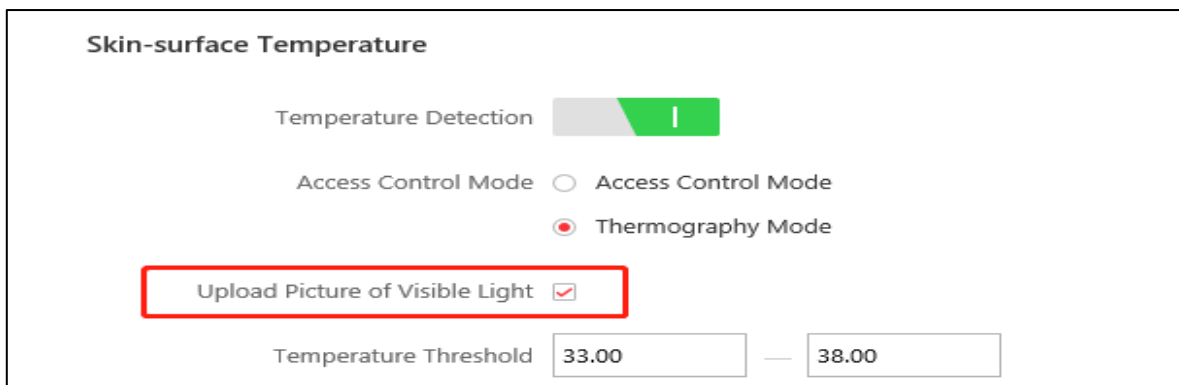 Skin-surface Temperature
Temperature Detection
Access Control Mode Access Control Mode
Thermography Mode
Upload Picture of Visible Light
Temperature Threshold 33.00 — 38.00